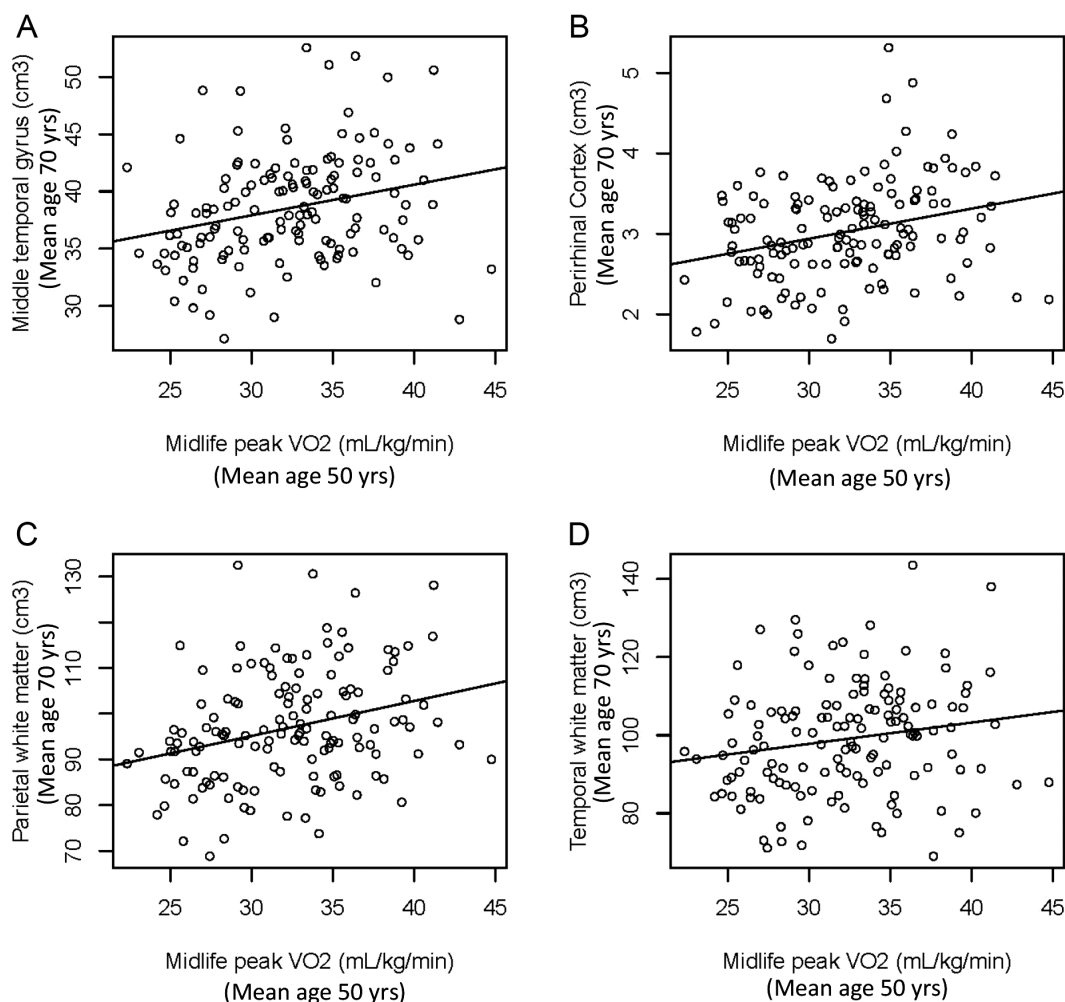 A
Middle temporal gyrus (cm3)
(Mean age 70 yrs)
50
45
40
35
30
25
30
35
40
45
Midlife peak VO2 (mL/kg/min)
(Mean age 50 yrs)
B
Perirhinal Cortex (cm3)
(Mean age 70 yrs)
5
4
3
2
25
30
35
40
45
Midlife peak VO2 (mL/kg/min)
(Mean age 50 yrs)
C
Parietal white matter (cm3)
(Mean age 70 yrs)
130
110
90
80
70
25
30
35
40
45
Midlife peak VO2 (mL/kg/min)
(Mean age 50 yrs)
D
Temporal white matter (cm3)
(Mean age 70 yrs)
140
120
100
80
25
30
35
40
45
Midlife peak VO2 (mL/kg/min)
(Mean age 50 yrs)